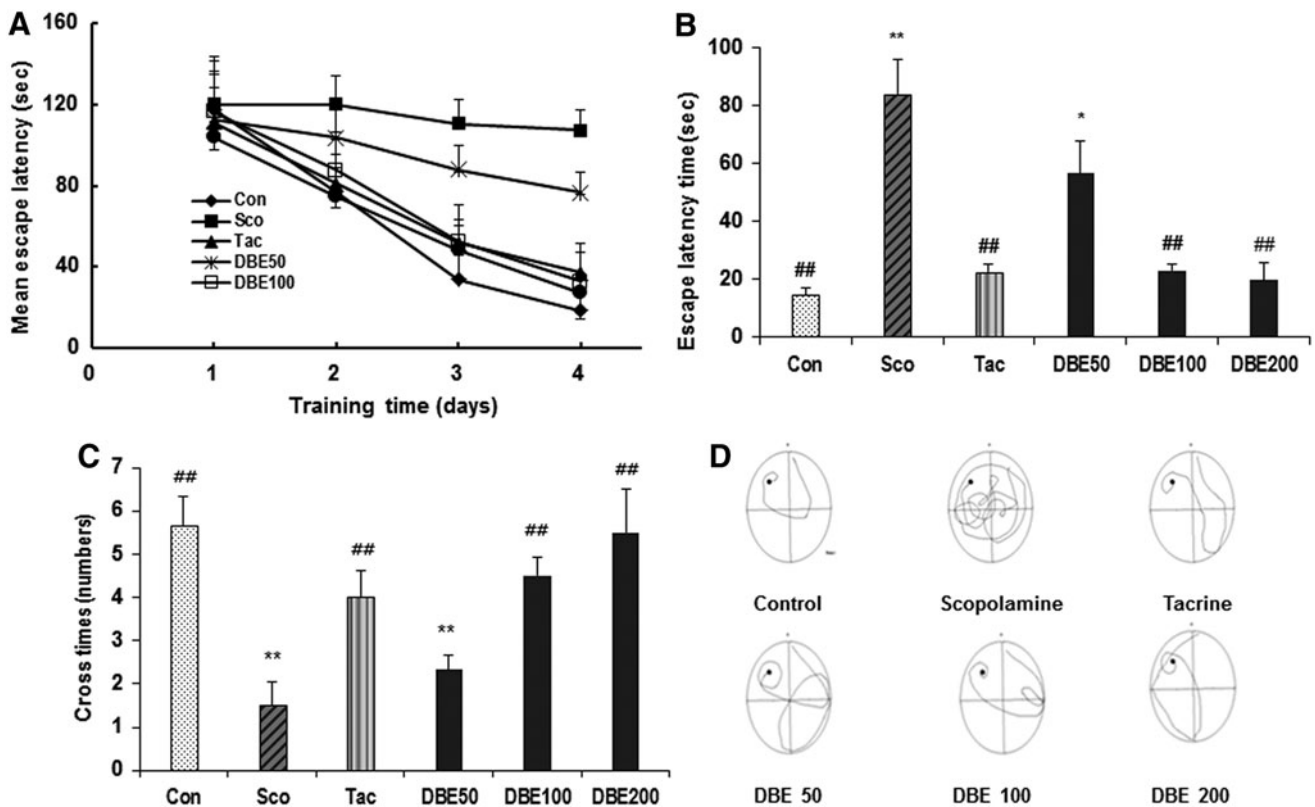 A
160
120
80
40
0
Mean escape latency (sec)
Con
Sco
Tac
DBE50
DBE100
0 1 2 3 4
Training time (days)
B
100
80
60
40
20
0
Escape latency time(sec)
**
*
##
##
##
##
Con Sco Tac DBE50 DBE100 DBE200
C
7
6
5
4
3
2
1
0
Cross times (numbers)
##
**
##
**
##
##
Con Sco Tac DBE50 DBE100 DBE200
D
Control Scopolamine Tacrine
DBE 50 DBE 100 DBE 200